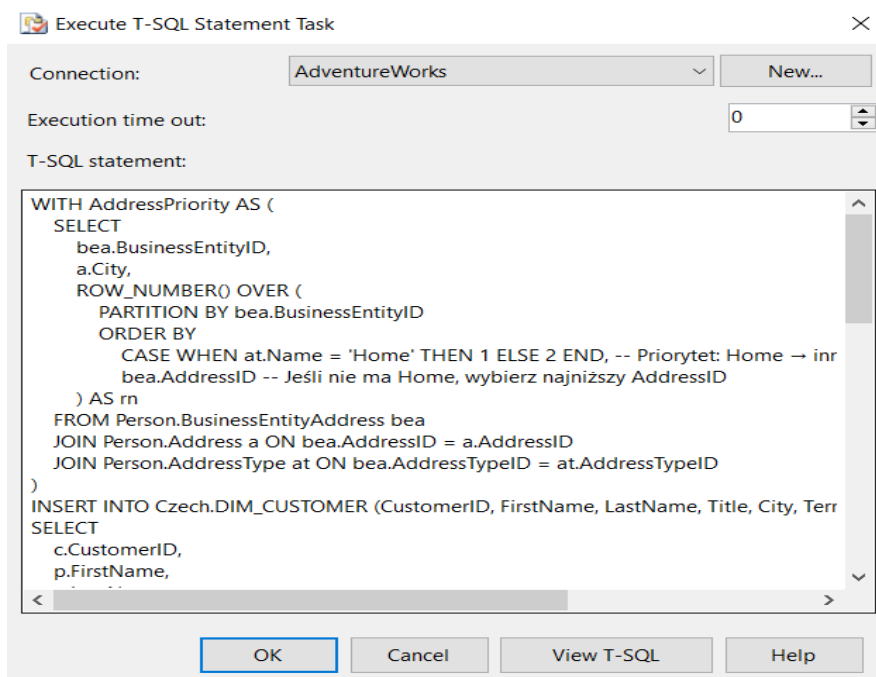 Execute T-SQL Statement Task
Connection:
AdventureWorks
New...
Execution time out:
0
T-SQL statement:
WITH AddressPriority AS (
SELECT
bea.BusinessEntityID,
a.City,
ROW_NUMBER() OVER (
PARTITION BY bea.BusinessEntityID
ORDER BY
CASE WHEN at.Name = 'Home' THEN 1 ELSE 2 END, -- Priorytet: Home → inr
bea.AddressID -- Jeśli nie ma Home, wybierz najniższy AddressID
) AS rn
FROM Person.BusinessEntityAddress bea
JOIN Person.Address a ON bea.AddressID = a.AddressID
JOIN Person.AddressType at ON bea.AddressTypeID = at.AddressTypeID
)
INSERT INTO Czech.DIM_CUSTOMER (CustomerID, FirstName, LastName, Title, City, Terr
SELECT
c.CustomerID,
p.FirstName,
OK
Cancel
View T-SQL
Help